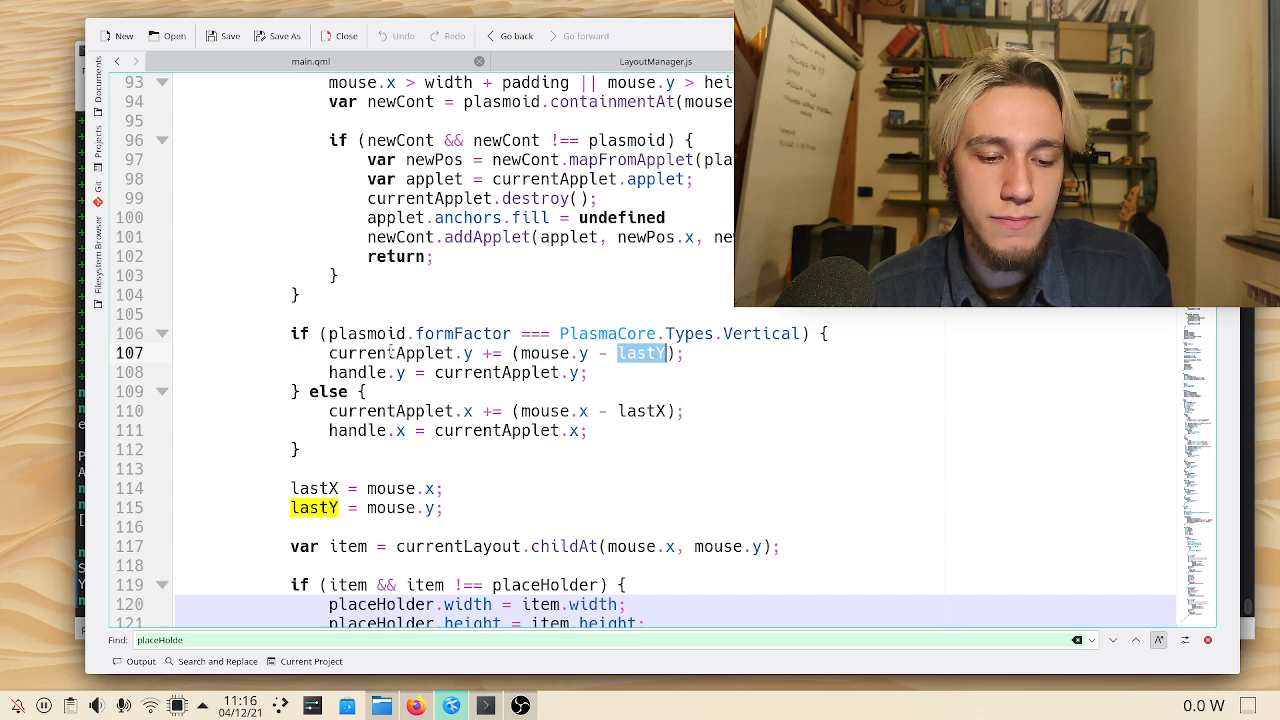 New Open Save Save As Close Undo Redo Go back Go forward
main.qml LayoutManager.js
Documents
Projects
Git
Filesystem Browser
93 mouse.x > width + padding || mouse.y > hei
94 var newCont = plasmoid.containmentAt(mouse
95
96 if (newCont && newCont !== plasmoid) {
97 var newPos = newCont.mapFromApplet(pla
98 var applet = currentApplet.applet;
99 currentApplet.destroy();
100 applet.anchors.fill = undefined
101 newCont.addApplet(applet, newPos.x, ne
102 return;
103 }
104 }
105
106 if (plasmoid.formFactor === PlasmaCore.Types.Vertical) {
107 currentApplet.y += (mouse.y - lastY);
108 handle.y = currentApplet.y;
109 } else {
110 currentApplet.x += (mouse.x - lastX);
111 handle.x = currentApplet.x;
112 }
113
114 lastX = mouse.x;
115 lastY = mouse.y;
116
117 var item = currentLayout.childAt(mouse.x, mouse.y);
118
119 if (item && item !== placeHolder) {
120 placeHolder.width = item.width;
121 placeHolder.height = item.height;
Find: placeHolde
Output Search and Replace Current Project
11:16
04/12/21
0.0 W